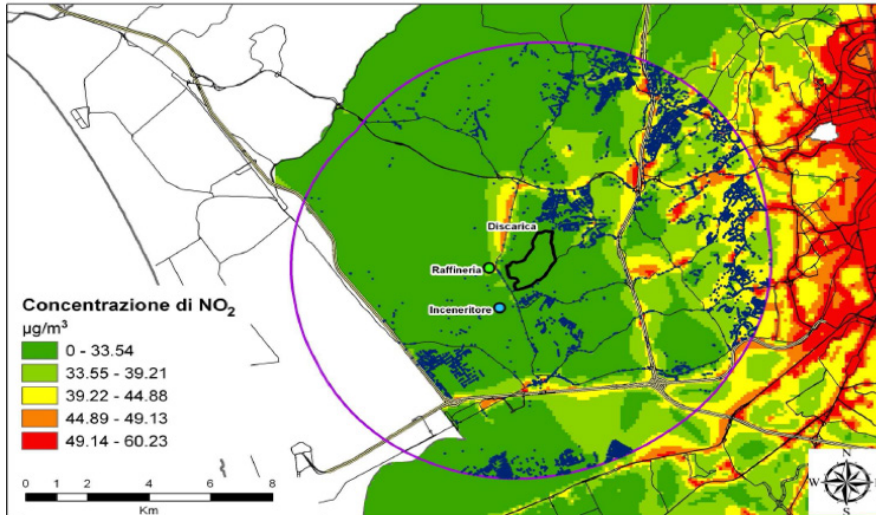 Discarica
Raffineria
Inceneritore
Concentrazione di NO₂
µg/m³
0 - 33.54
33.55 - 39.21
39.22 - 44.88
44.89 - 49.13
49.14 - 60.23
0 1 2 4 6 8
Km
N
W E
S